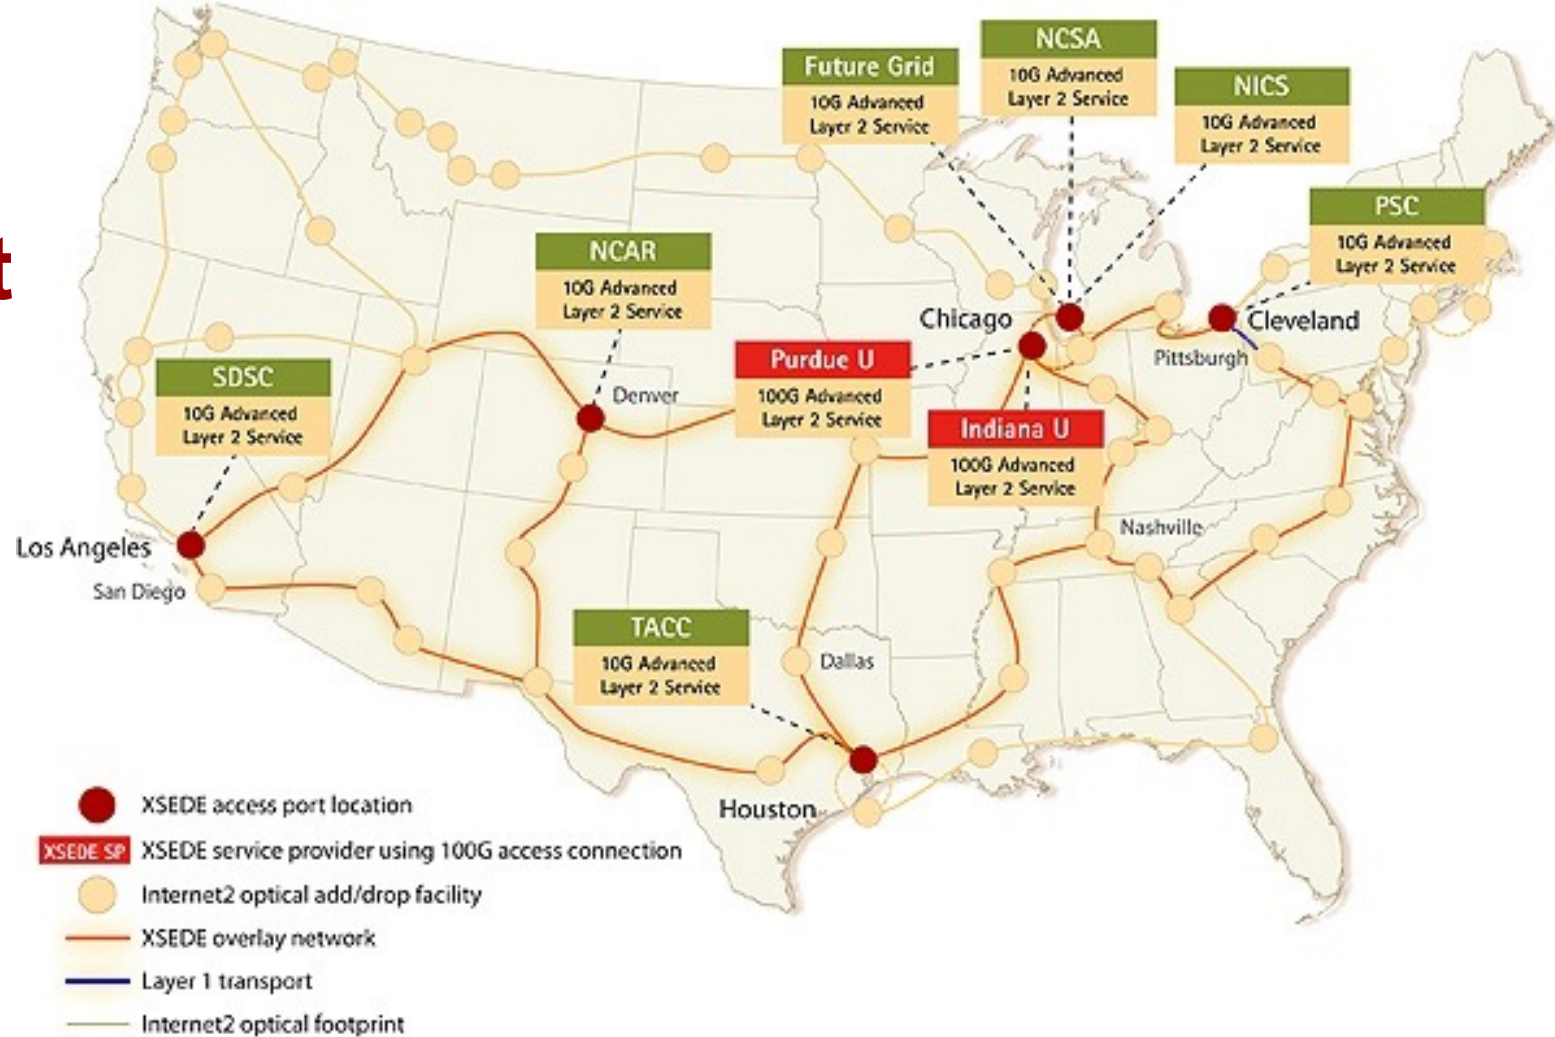 t
NCSA
10G Advanced
Layer 2 Service
Future Grid
10G Advanced
Layer 2 Service
NICS
10G Advanced
Layer 2 Service
PSC
10G Advanced
Layer 2 Service
NCAR
10G Advanced
Layer 2 Service
Chicago
Cleveland
Purdue U
100G Advanced
Layer 2 Service
Pittsburgh
SDSC
10G Advanced
Layer 2 Service
Denver
Indiana U
100G Advanced
Layer 2 Service
Nashville
Los Angeles
San Diego
TACC
10G Advanced
Layer 2 Service
Dallas
Houston
XSEDE access port location
XSEDE SP
XSEDE service provider using 100G access connection
Internet2 optical add/drop facility
XSEDE overlay network
Layer 1 transport
Internet2 optical footprint